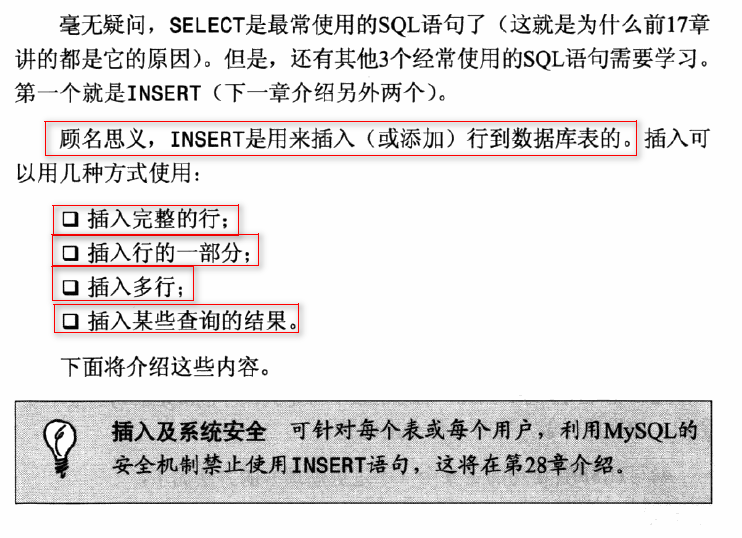 毫无疑问，SELECT是最常使用的SQL语句了（这就是为什么前17章
讲的都是它的原因）。但是，还有其他3个经常使用的SQL语句需要学习。
第一个就是INSERT（下一章介绍另外两个）。
顾名思义，INSERT是用来插入（或添加）行到数据库表的。插入可
以用几种方式使用：
❑ 插入完整的行；
❑ 插入行的一部分；
❑ 插入多行；
❑ 插入某些查询的结果。
下面将介绍这些内容。
插入及系统安全 可针对每个表或每个用户，利用MySQL的
安全机制禁止使用INSERT语句，这将在第28章介绍。